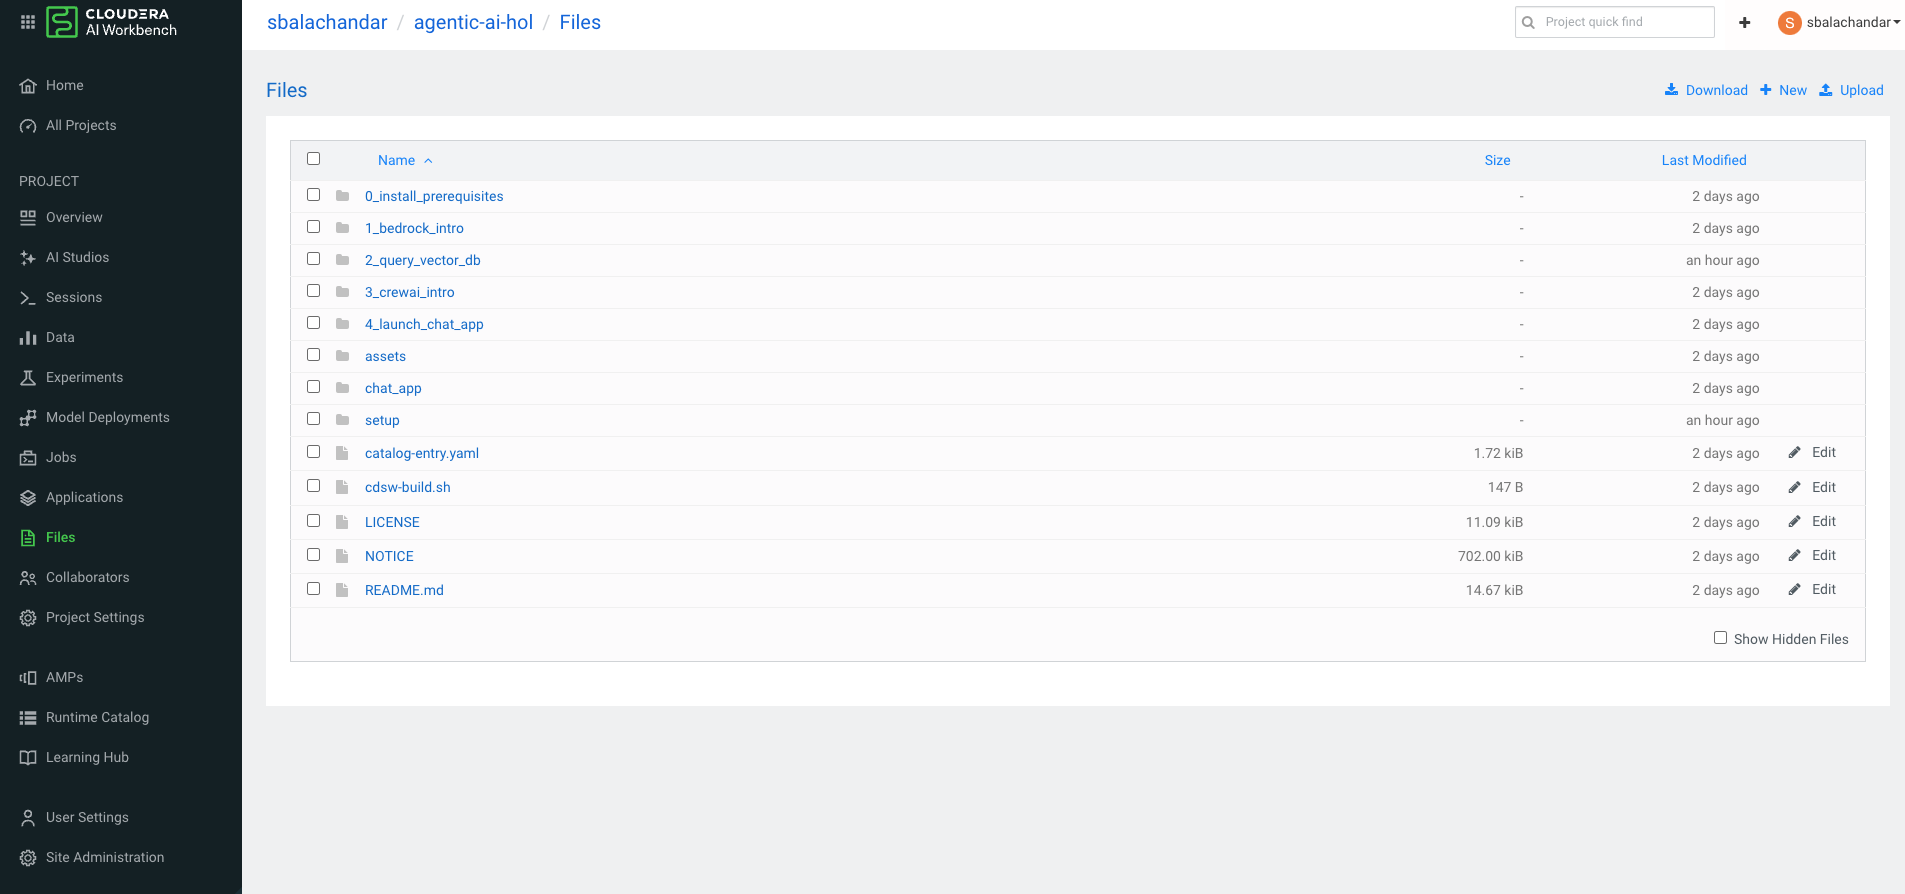 CLOUDERA
AI Workbench
sbalachandar / agentic-ai-hol / Files
Project quick find
S sbalachandar
Home
All Projects
PROJECT
Overview
AI Studios
Sessions
Data
Experiments
Model Deployments
Jobs
Applications
Files
Collaborators
Project Settings
AMPs
Runtime Catalog
Learning Hub
User Settings
Site Administration
Files
Download New Upload
Name Size Last Modified
0_install_prerequisites - 2 days ago
1_bedrock_intro - 2 days ago
2_query_vector_db - an hour ago
3_crewai_intro - 2 days ago
4_launch_chat_app - 2 days ago
assets - 2 days ago
chat_app - 2 days ago
setup - an hour ago
catalog-entry.yaml 1.72 kiB 2 days ago Edit
cdsw-build.sh 147 B 2 days ago Edit
LICENSE 11.09 kiB 2 days ago Edit
NOTICE 702.00 kiB 2 days ago Edit
README.md 14.67 kiB 2 days ago Edit
Show Hidden Files